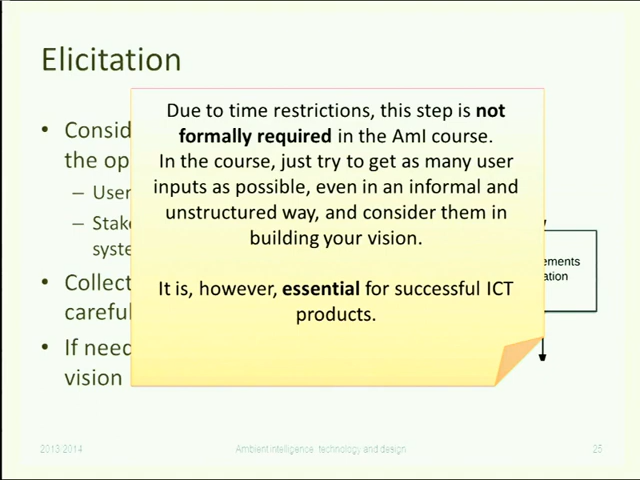 Elicitation
Due to time restrictions, this step is not
formally required in the AmI course.
In the course, just try to get as many user
inputs as possible, even in an informal and
unstructured way, and consider them in
building your vision.
It is, however, essential for successful ICT
products.
• Consid
the op
– User
– Stake
syste
• Collect
careful
• If need
vision
ements
ation
2013/2014
Ambient intelligence: technology and design
25